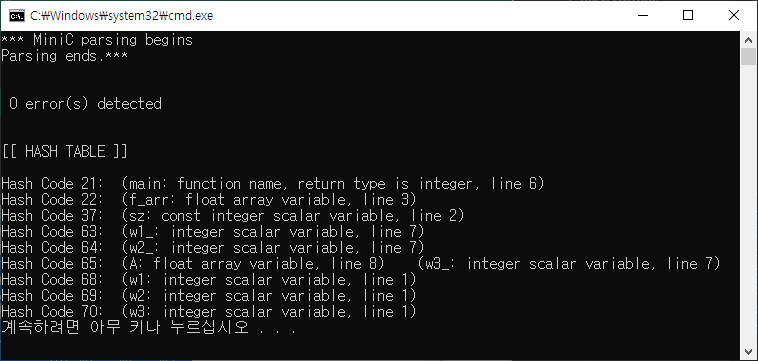 C:₩Windows₩system32₩cmd.exe
*** MiniC parsing begins
Parsing ends.***
0 error(s) detected
[[ HASH TABLE ]]
Hash Code 21:  (main: function name, return type is integer, line 6)
Hash Code 22:  (f_arr: float array variable, line 3)
Hash Code 37:  (sz: const integer scalar variable, line 2)
Hash Code 63:  (w1_: integer scalar variable, line 7)
Hash Code 64:  (w2_: integer scalar variable, line 7)
Hash Code 65:  (A: float array variable, line 8)    (w3_: integer scalar variable, line 7)
Hash Code 68:  (w1: integer scalar variable, line 1)
Hash Code 69:  (w2: integer scalar variable, line 1)
Hash Code 70:  (w3: integer scalar variable, line 1)
계속하려면 아무 키나 누르십시오 . . .